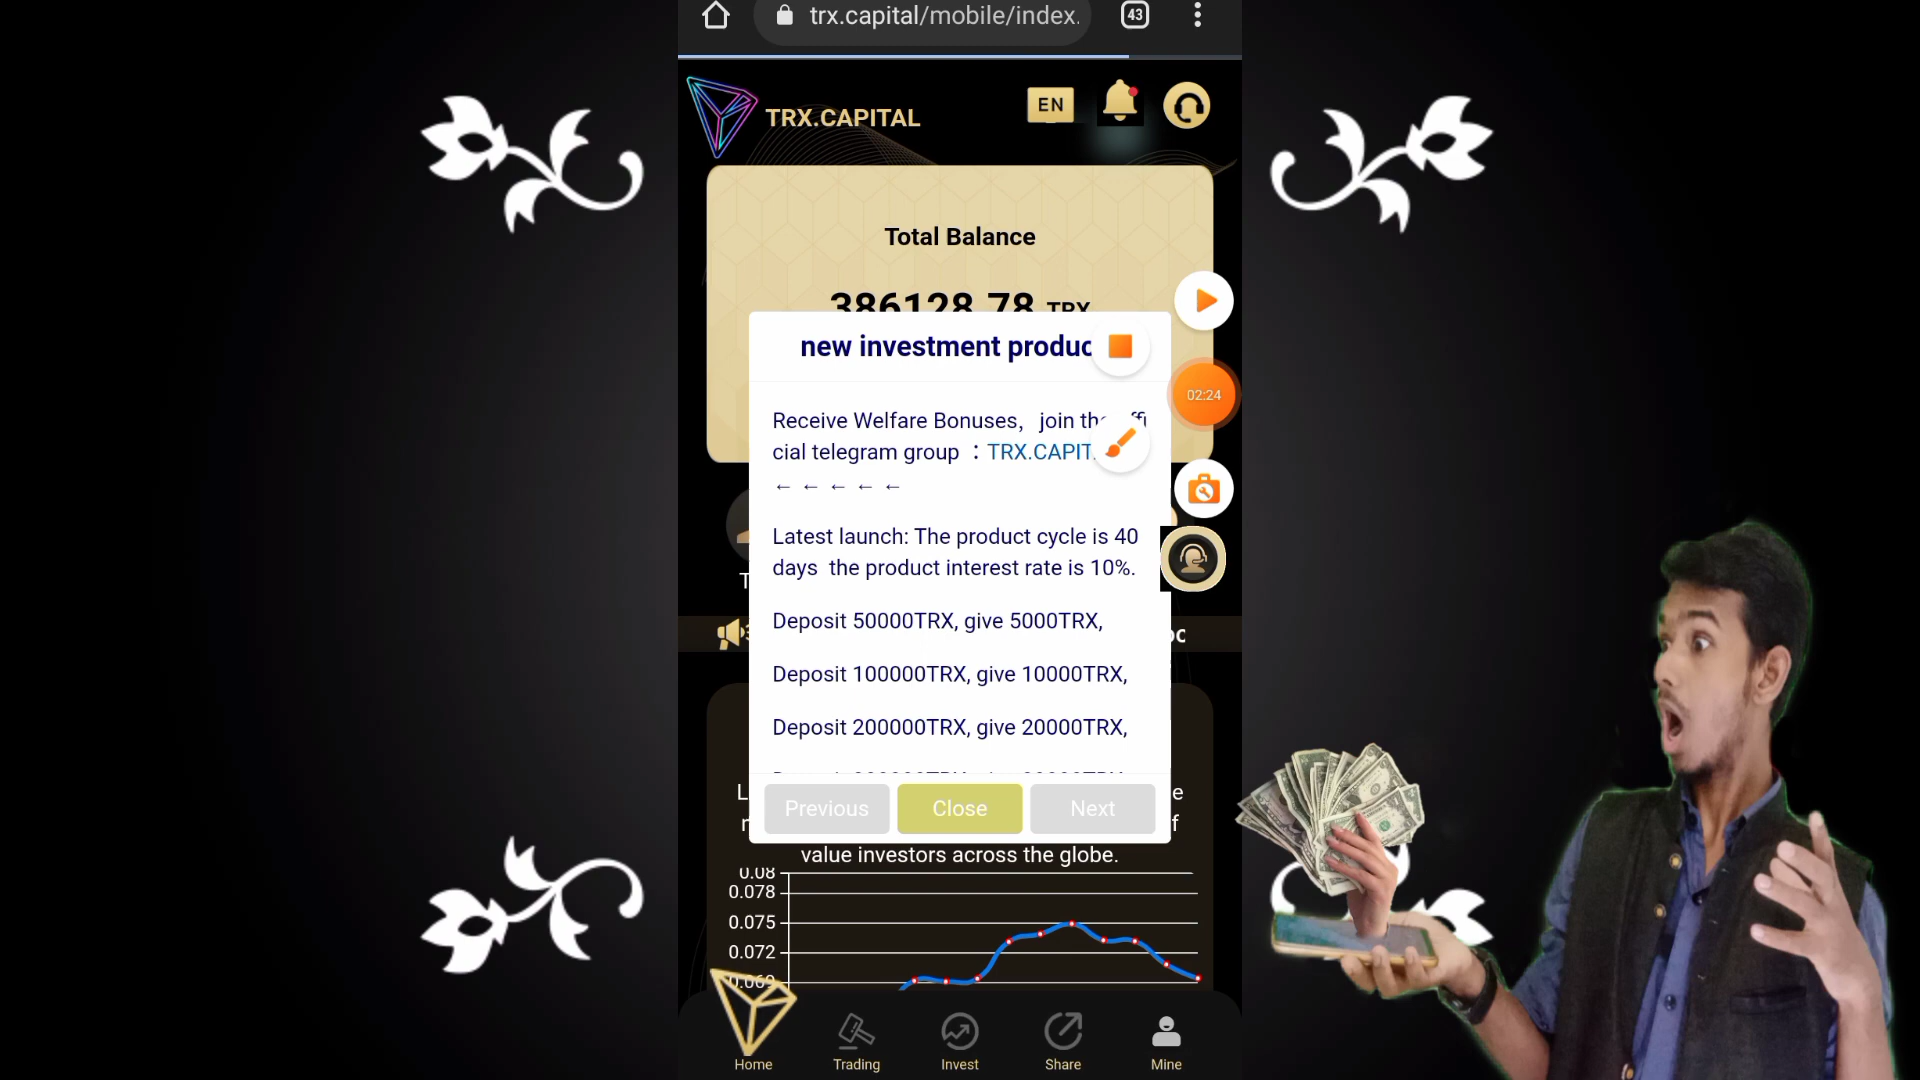 trx.capital/mobile/index.
43
TRX.CAPITAL
EN
Total Balance
386128.78 TRX
new investment produc
02:24
Receive Welfare Bonuses， join the
cial telegram group ：TRX.CAPIT
← ← ← ← ←
Latest launch: The product cycle is 40
days the product interest rate is 10%.
Deposit 50000TRX, give 5000TRX,
Deposit 100000TRX, give 10000TRX,
Deposit 200000TRX, give 20000TRX,
Previous
Close
Next
value investors across the globe.
0.08
0.078
0.075
0.072
0.069
Home
Trading
Invest
Share
Mine